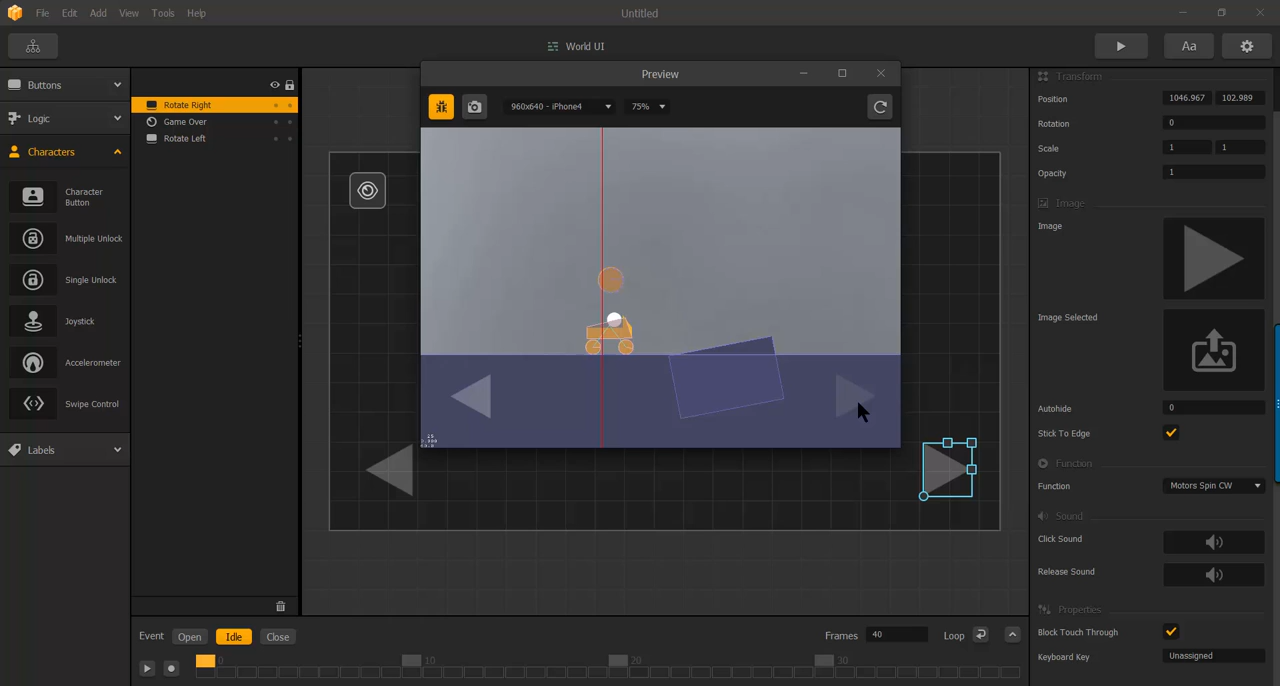 File Edit Add View Tools Help
Untitled
World UI
Aa
Buttons
Logic
Characters
Character
Button
Multiple Unlock
Single Unlock
Joystick
Accelerometer
Swipe Control
Labels
Rotate Right
Game Over
Rotate Left
Preview
960x640 - iPhone4
75%
Transform
Position 1046.967 102.989
Rotation 0
Scale 1 1
Opacity 1
Image
Image
Image Selected
Autohide 0
Stick To Edge
Function
Function Motors Spin CW
Sound
Click Sound
Release Sound
Properties
Block Touch Through
Keyboard Key Unassigned
Event Open Idle Close
Frames 40 Loop
0 10 20 30